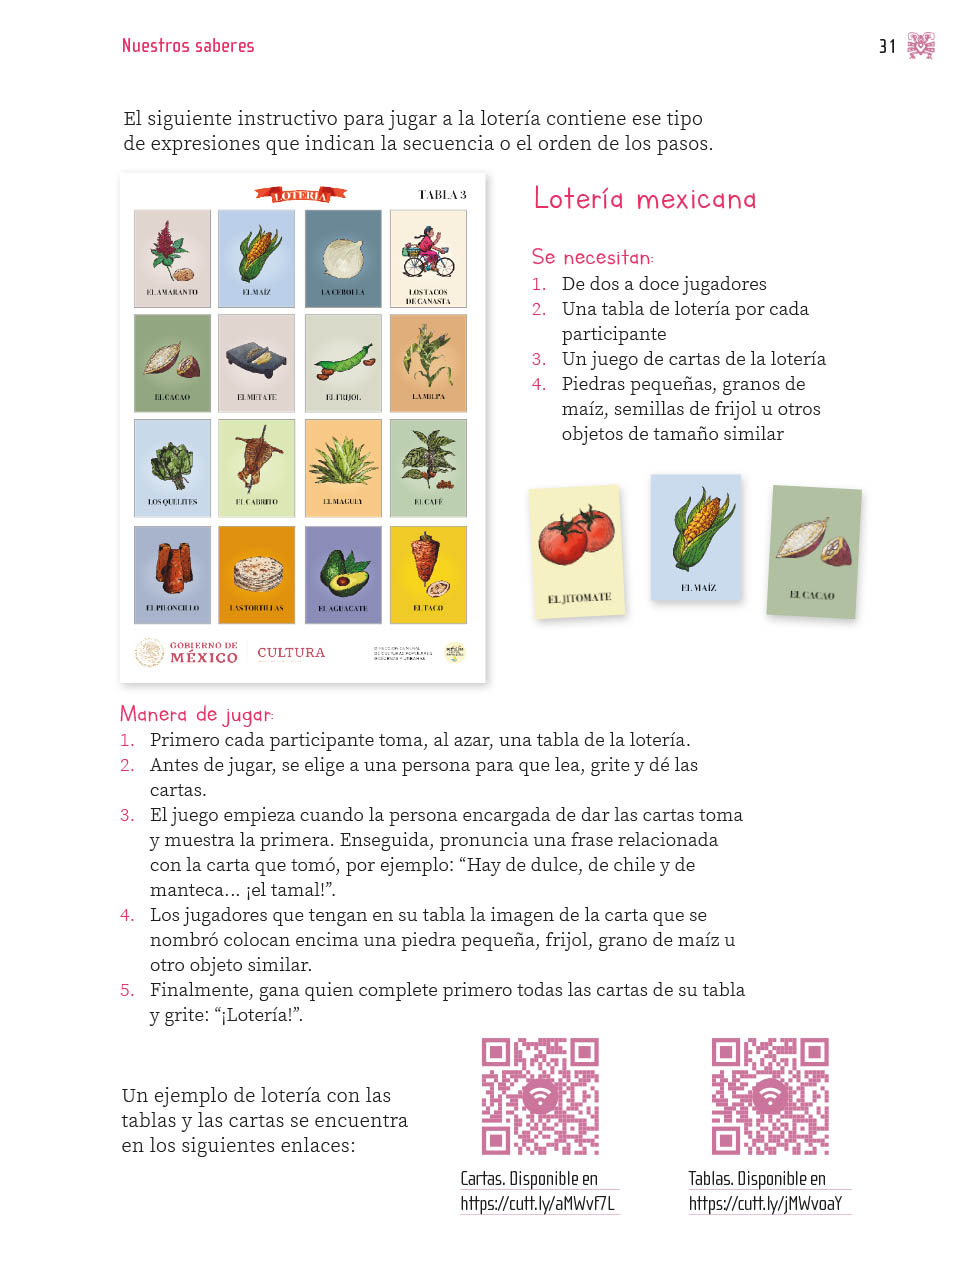 Nuestros saberes
31
El siguiente instructivo para jugar a la lotería contiene ese tipo
de expresiones que indican la secuencia o el orden de los pasos.
LOTERÍA
TABLA 3
EL AMARANTO
EL MAÍZ
LA CEBOLLA
LOS TACOS
DE CANASTA
EL CACAO
EL METATE
EL FRIJOL
LA MILPA
LOS QUELITES
EL CABRITO
EL MAGUEY
EL CAFÉ
EL PILONCILLO
LAS TORTILLAS
EL AGUACATE
EL TACO
GOBIERNO DE
MÉXICO
CULTURA
DIRECCIÓN GENERAL
DE CULTURAS POPULARES,
INDÍGENAS Y URBANAS
Lotería mexicana
Se necesitan:
1. De dos a doce jugadores
2. Una tabla de lotería por cada
participante
3. Un juego de cartas de la lotería
4. Piedras pequeñas, granos de
maíz, semillas de frijol u otros
objetos de tamaño similar
EL JITOMATE
EL MAÍZ
EL CACAO
Manera de jugar:
1. Primero cada participante toma, al azar, una tabla de la lotería.
2. Antes de jugar, se elige a una persona para que lea, grite y dé las
cartas.
3. El juego empieza cuando la persona encargada de dar las cartas toma
y muestra la primera. Enseguida, pronuncia una frase relacionada
con la carta que tomó, por ejemplo: “Hay de dulce, de chile y de
manteca... ¡el tamal!”.
4. Los jugadores que tengan en su tabla la imagen de la carta que se
nombró colocan encima una piedra pequeña, frijol, grano de maíz u
otro objeto similar.
5. Finalmente, gana quien complete primero todas las cartas de su tabla
y grite: “¡Lotería!”.
Un ejemplo de lotería con las
tablas y las cartas se encuentra
en los siguientes enlaces:
Cartas. Disponible en
https://cutt.ly/aMWvf7L
Tablas. Disponible en
https://cutt.ly/jMWvoaY